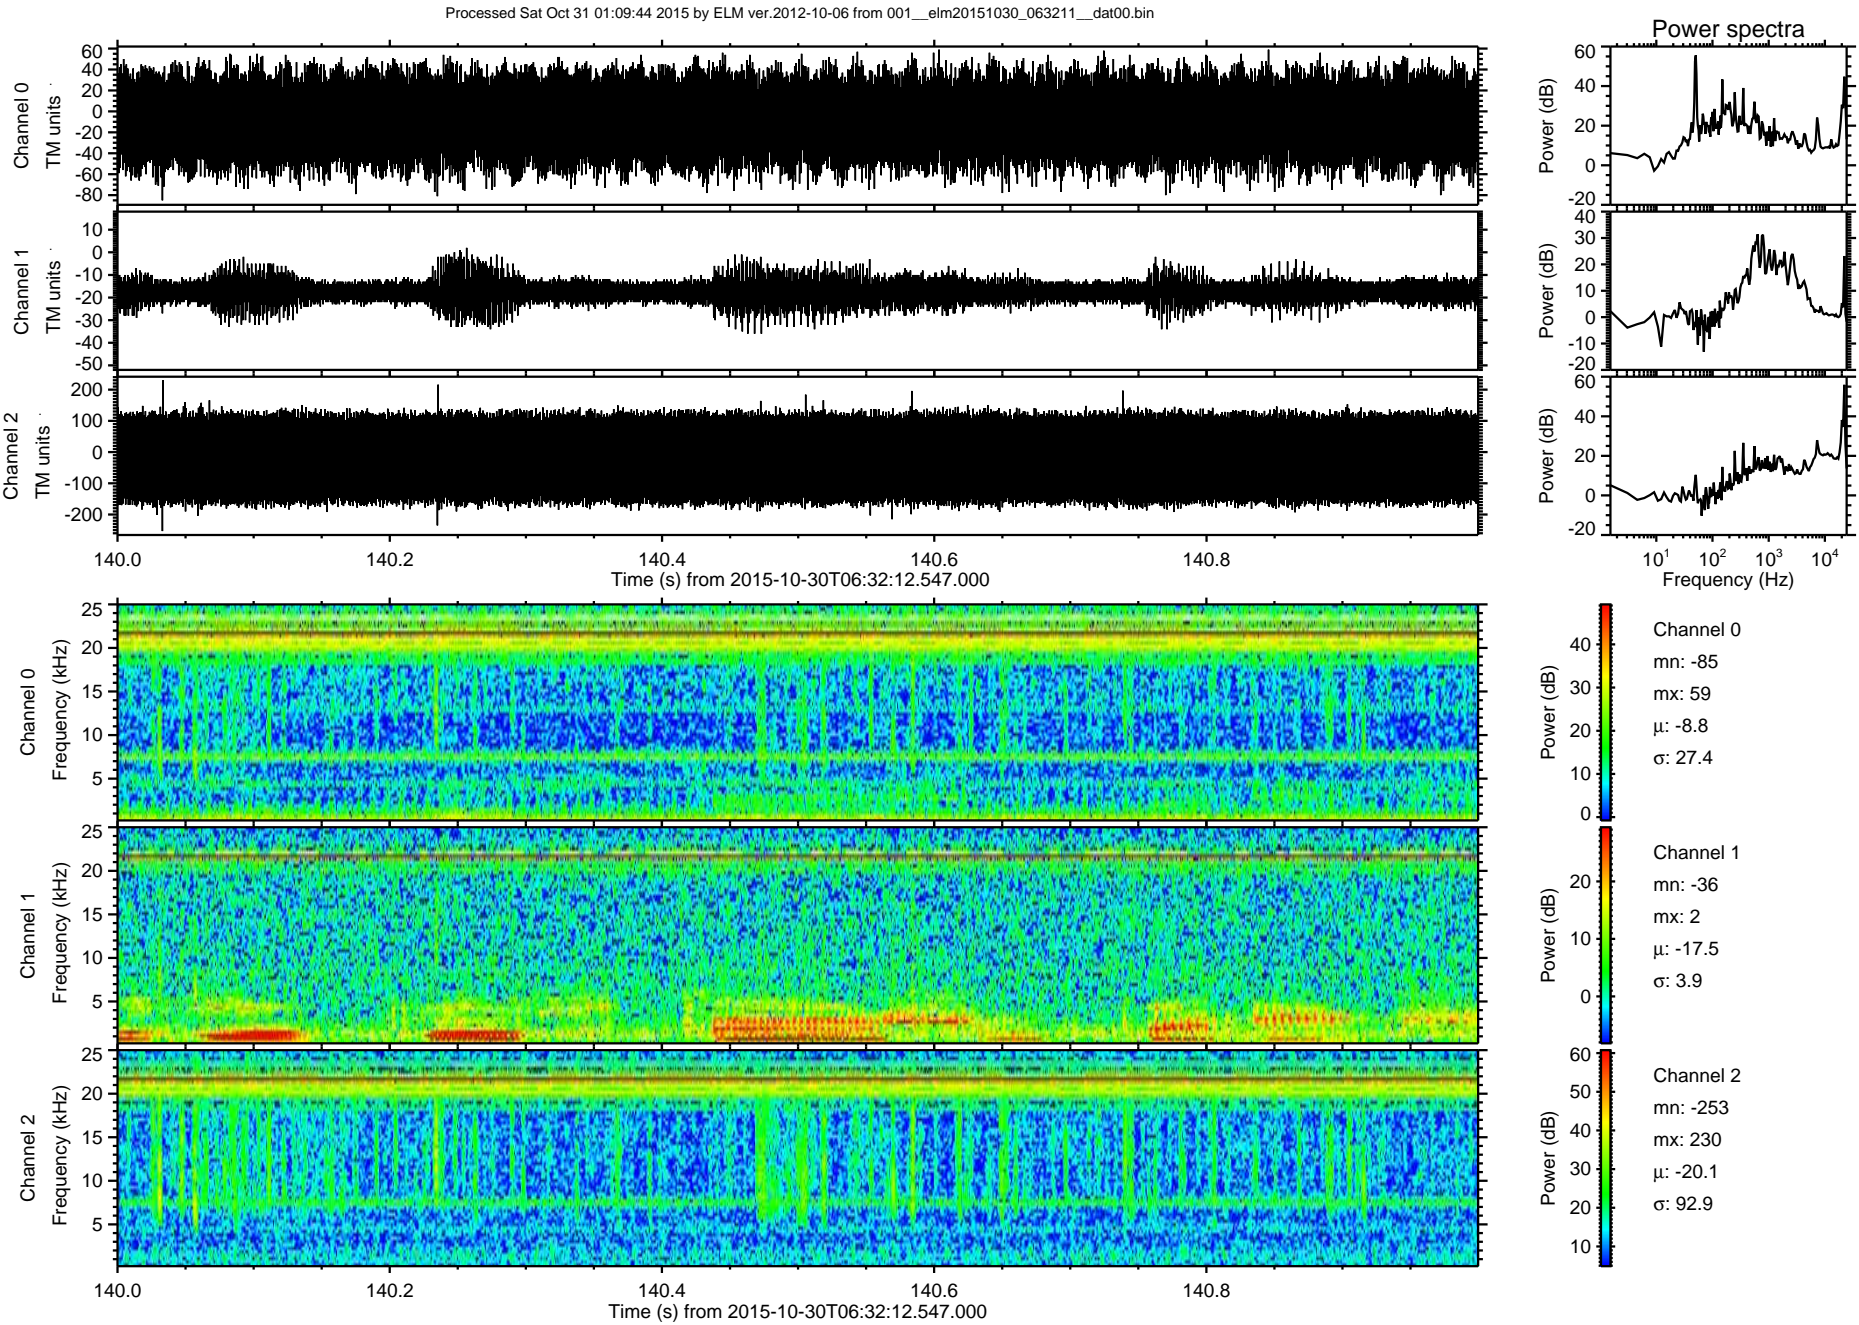 Processed Sat Oct 31 01:09:44 2015 by ELM ver.2012-10-06 from 001__elm20151030_063211__dat00.bin
Power spectra
Channel 0
TM units
60
40
20
0
-20
-40
-60
-80
Power (dB)
60
40
20
0
-20
Channel 1
TM units
10
0
-10
-20
-30
-40
-50
Power (dB)
40
30
20
10
0
-10
-20
Channel 2
TM units
200
100
0
-100
-200
Power (dB)
60
40
20
0
-20
140.0 140.2 140.4 140.6 140.8
Time (s) from 2015-10-30T06:32:12.547.000
10^1 10^2 10^3 10^4
Frequency (Hz)
Channel 0
Frequency (kHz)
25
20
15
10
5
Power (dB)
40
30
20
10
0
Channel 0
mn: -85
mx: 59
μ: -8.8
σ: 27.4
Channel 1
Frequency (kHz)
25
20
15
10
5
Power (dB)
20
10
0
Channel 1
mn: -36
mx: 2
μ: -17.5
σ: 3.9
Channel 2
Frequency (kHz)
25
20
15
10
5
Power (dB)
60
50
40
30
20
10
Channel 2
mn: -253
mx: 230
μ: -20.1
σ: 92.9
140.0 140.2 140.4 140.6 140.8
Time (s) from 2015-10-30T06:32:12.547.000